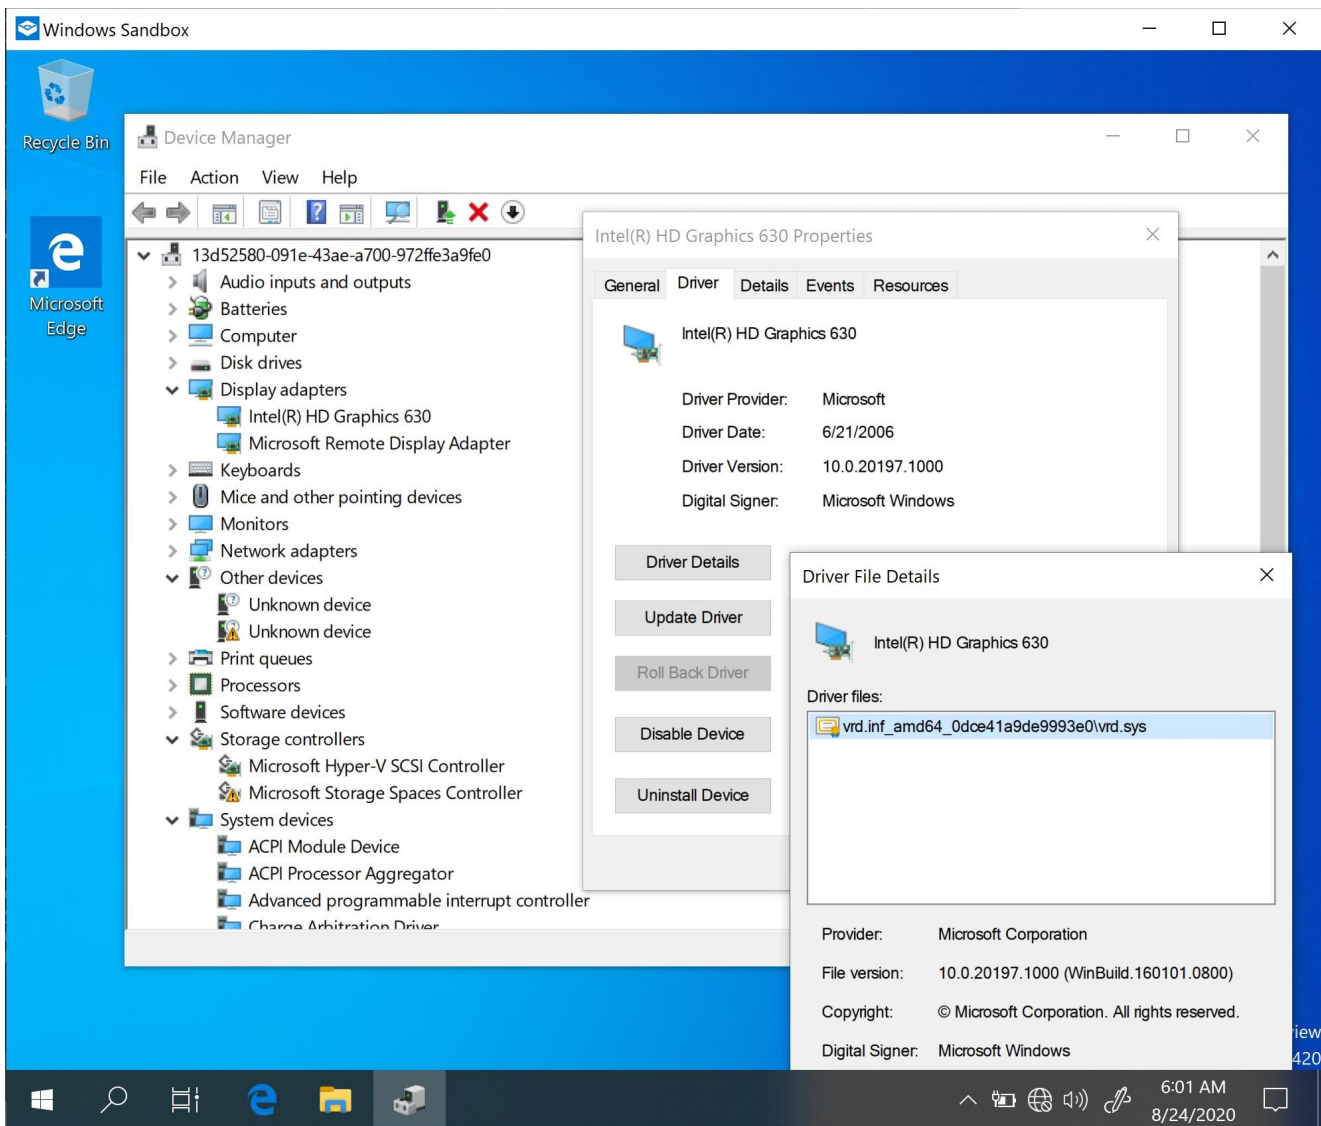 Windows Sandbox
Recycle Bin
Microsoft
Edge
Device Manager
File Action View Help
13d52580-091e-43ae-a700-972ffe3a9fe0
Audio inputs and outputs
Batteries
Computer
Disk drives
Display adapters
Intel(R) HD Graphics 630
Microsoft Remote Display Adapter
Keyboards
Mice and other pointing devices
Monitors
Network adapters
Other devices
Unknown device
Unknown device
Print queues
Processors
Software devices
Storage controllers
Microsoft Hyper-V SCSI Controller
Microsoft Storage Spaces Controller
System devices
ACPI Module Device
ACPI Processor Aggregator
Advanced programmable interrupt controller
Charge Arbitration Driver
Intel(R) HD Graphics 630 Properties
General Driver Details Events Resources
Intel(R) HD Graphics 630
Driver Provider: Microsoft
Driver Date: 6/21/2006
Driver Version: 10.0.20197.1000
Digital Signer: Microsoft Windows
Driver Details
Update Driver
Roll Back Driver
Disable Device
Uninstall Device
Driver File Details
Intel(R) HD Graphics 630
Driver files:
vrd.inf_amd64_0dce41a9de9993e0\vrd.sys
Provider: Microsoft Corporation
File version: 10.0.20197.1000 (WinBuild.160101.0800)
Copyright: © Microsoft Corporation. All rights reserved.
Digital Signer: Microsoft Windows
6:01 AM
8/24/2020